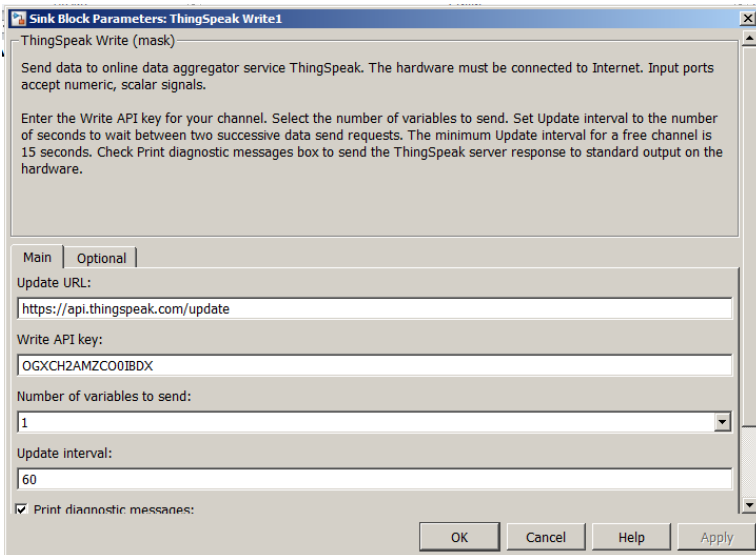 Sink Block Parameters: ThingSpeak Write1
ThingSpeak Write (mask)
Send data to online data aggregator service ThingSpeak. The hardware must be connected to Internet. Input ports
accept numeric, scalar signals.
Enter the Write API key for your channel. Select the number of variables to send. Set Update interval to the number
of seconds to wait between two successive data send requests. The minimum Update interval for a free channel is
15 seconds. Check Print diagnostic messages box to send the ThingSpeak server response to standard output on the
hardware.
Main Optional
Update URL:
https://api.thingspeak.com/update
Write API key:
OGXCH2AMZCO0IBDX
Number of variables to send:
1
Update interval:
60
Print diagnostic messages:
OK Cancel Help Apply